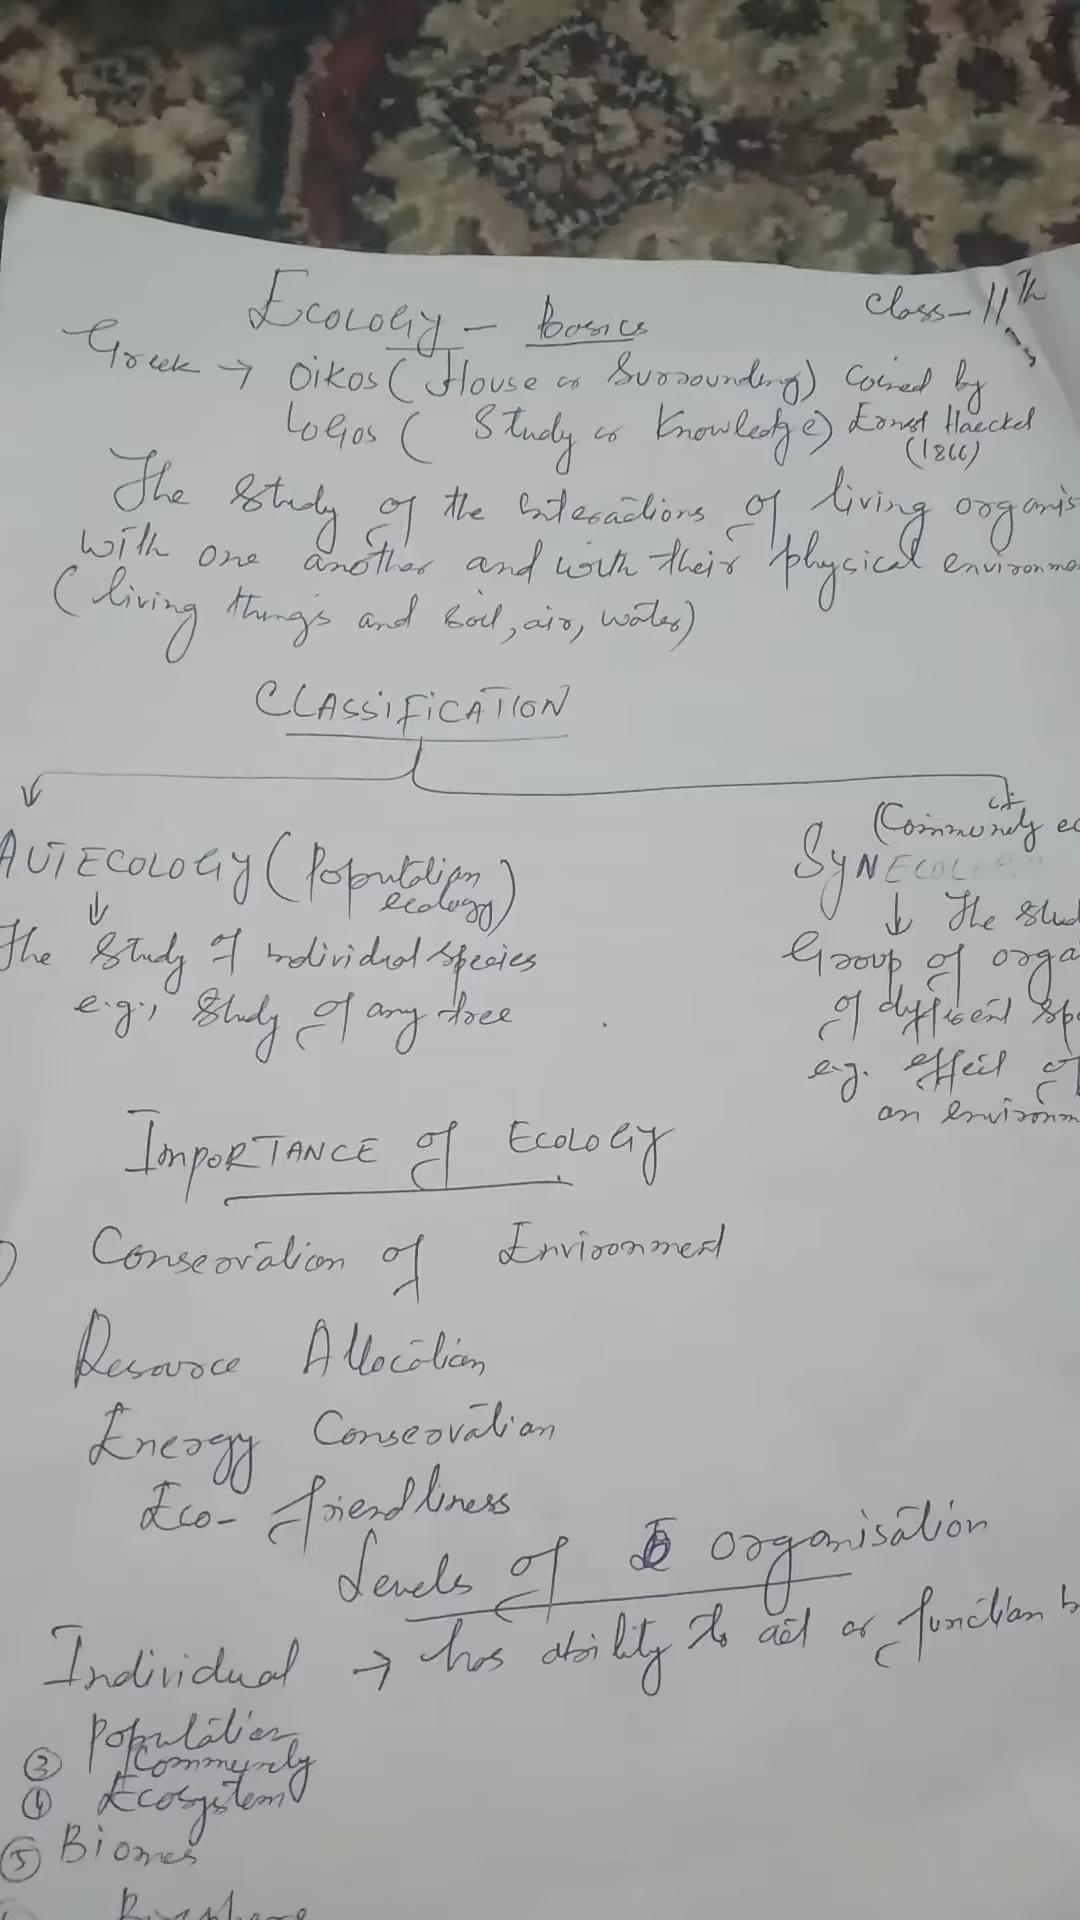 Ecology - basics
Class - 11th
Greek → Oikos (House or Surrounding) Coined by
Logos (Study or Knowledge) Ernst Haeckel
(1866)
The study of the interactions of living organis
with one another and with their physical environme
(living things and soil, air, water)
CLASSIFICATION
AUTECOLOGY (Population ecology)
The study of individual species
e.g., Study of any tree
(Community ec
SYNECOLOGY
↓ The stud
Group of orga
of different sp
e.g. effect of
an environm
IMPORTANCE of ECOLOGY
Conservation of Environment
Resource Allocation
Energy Conservation
Eco-friendliness
Levels of Organisation
Individual → has ability to act or function
Population
③ Community
④ Ecosystem
⑤ Biomes
Biosphere